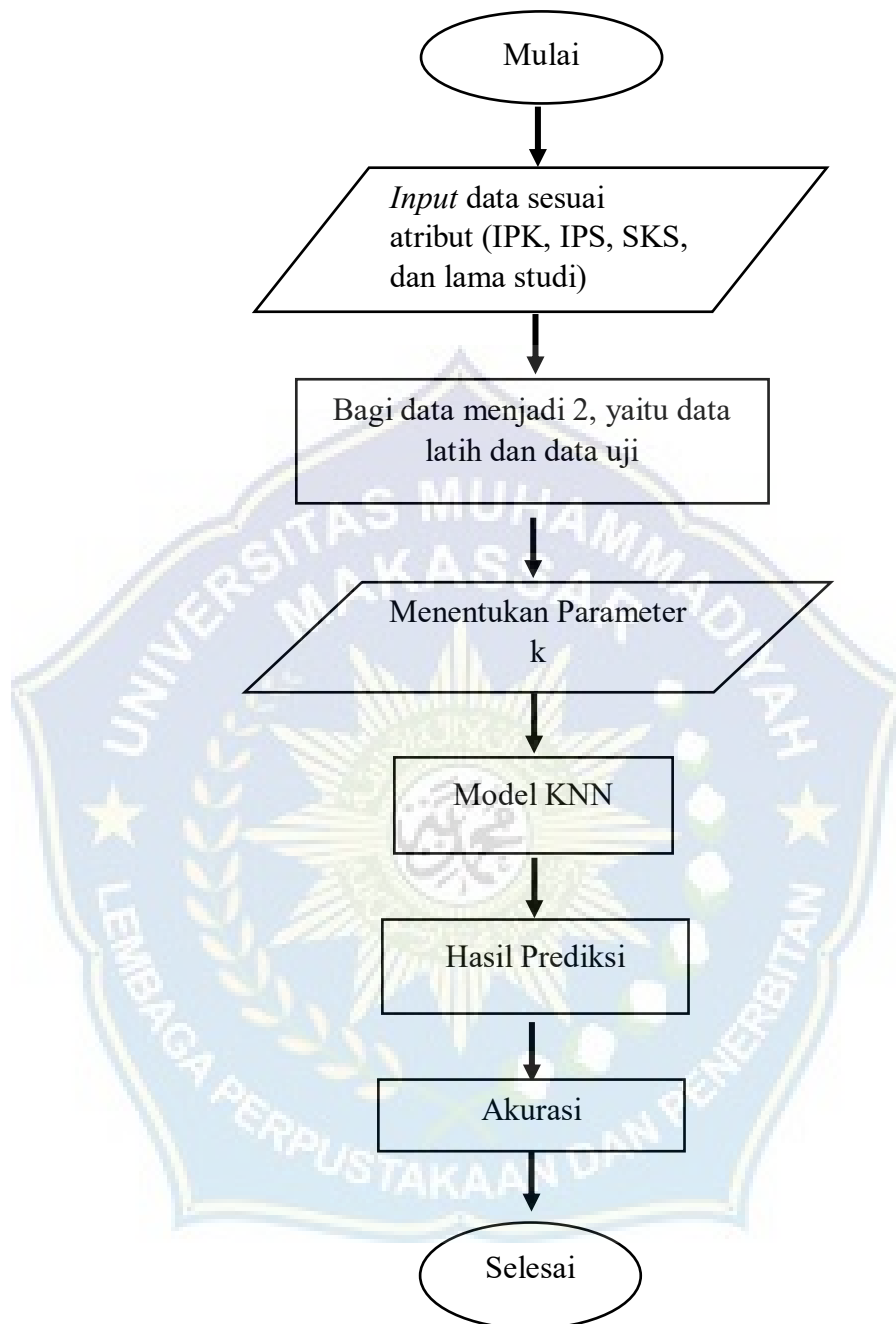 Mulai
Input data sesuai
atribut (IPK, IPS, SKS,
dan lama studi)
Bagi data menjadi 2, yaitu data
latih dan data uji
UNIVERSITAS MUHAMMADIYAH
MAKASSAR
Menentukan Parameter
k
Model KNN
Hasil Prediksi
Akurasi
LEMBAGA PERPUSTAKAAN DAN PENERBITAN
Selesai